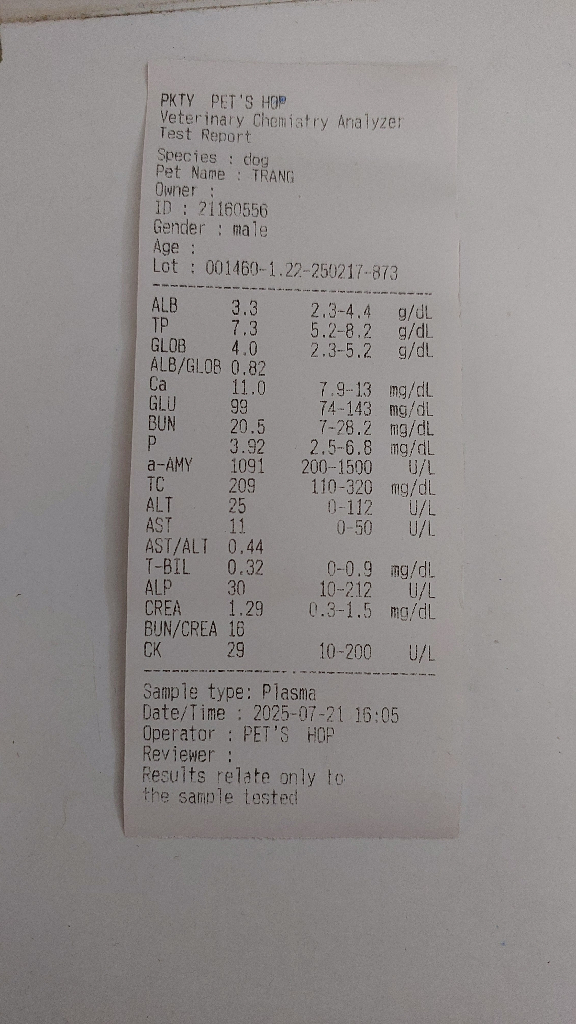 PKTY PET'S HOP
Veterinary Chemistry Analyzer
Test Report
Species : dog
Pet Name : TRANG
Owner :
ID : 21160556
Gender : male
Age :
Lot : 001460-1.22-250217-873
ALB 3.3 2.3-4.4 g/dL
TP 7.3 5.2-8.2 g/dL
GLOB 4.0 2.3-5.2 g/dL
ALB/GLOB 0.82
Ca 11.0 7.9-13 mg/dL
GLU 99 74-143 mg/dL
BUN 20.5 7-28.2 mg/dL
P 3.92 2.5-6.8 mg/dL
a-AMY 1091 200-1500 U/L
TC 209 110-320 mg/dL
ALT 25 0-112 U/L
AST 11 0-50 U/L
AST/ALT 0.44
T-BIL 0.32 0-0.9 mg/dL
ALP 30 10-212 U/L
CREA 1.29 0.3-1.5 mg/dL
BUN/CREA 16
CK 29 10-200 U/L
Sample type: Plasma
Date/Time : 2025-07-21 16:05
Operator : PET'S HOP
Reviewer :
Results relate only to
the sample tested